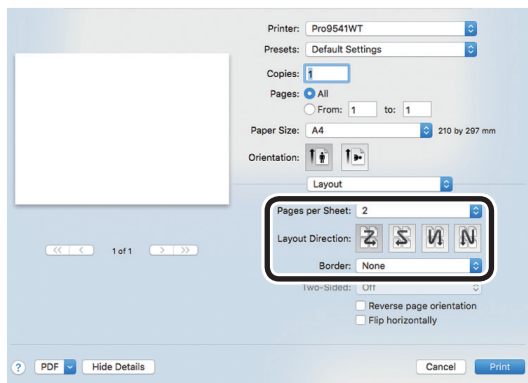 Printer: Pro9541WT
Presets: Default Settings
Copies: 1
Pages: All
From: 1 to: 1
Paper Size: A4 210 by 297 mm
Orientation:
Layout
Pages per Sheet: 2
Layout Direction:
Border: None
Two-Sided: Off
Reverse page orientation
Flip horizontally
<< < 1 of 1 > >>
? PDF Hide Details Cancel Print